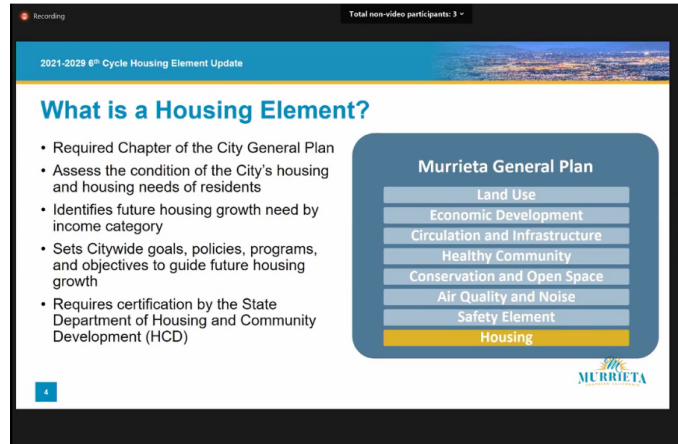 Recording
Total non-video participants: 3
2021-2029 6th Cycle Housing Element Update
What is a Housing Element?
• Required Chapter of the City General Plan
• Assess the condition of the City's housing
and housing needs of residents
• Identifies future housing growth need by
income category
• Sets Citywide goals, policies, programs,
and objectives to guide future housing
growth
• Requires certification by the State
Department of Housing and Community
Development (HCD)
Murrieta General Plan
Land Use
Economic Development
Circulation and Infrastructure
Healthy Community
Conservation and Open Space
Air Quality and Noise
Safety Element
Housing
MURRIETA
4